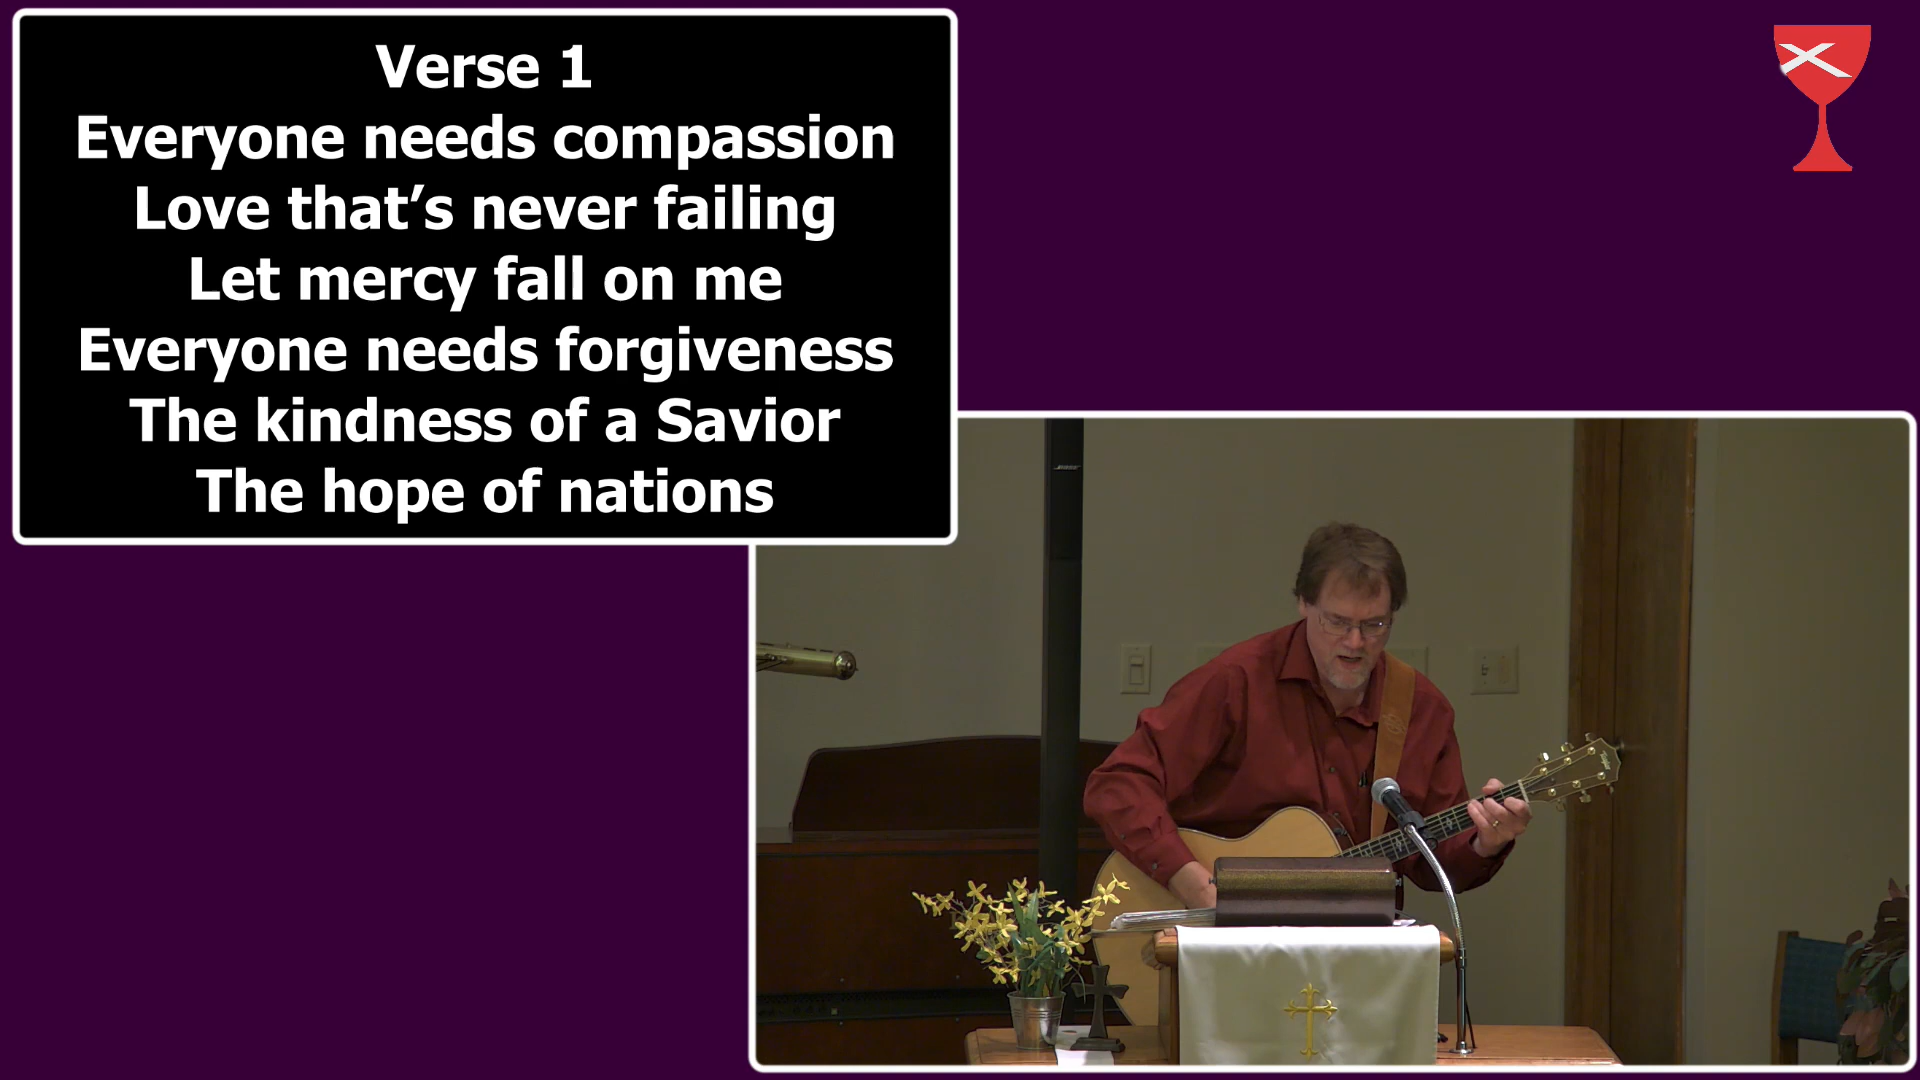 Verse 1
Everyone needs compassion
Love that’s never failing
Let mercy fall on me
Everyone needs forgiveness
The kindness of a Savior
The hope of nations
Taylor